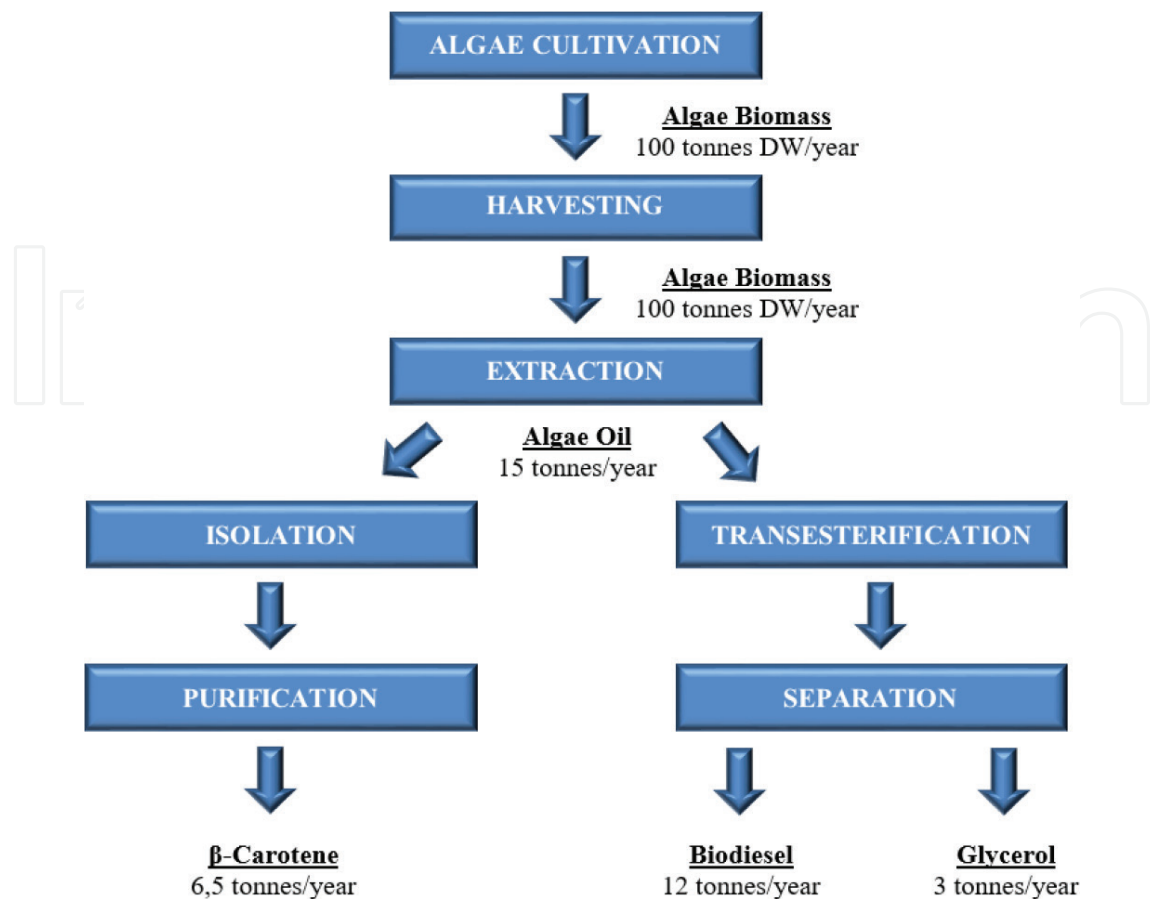 ALGAE CULTIVATION
Algae Biomass
100 tonnes DW/year
HARVESTING
Algae Biomass
100 tonnes DW/year
EXTRACTION
Algae Oil
15 tonnes/year
ISOLATION
TRANSESTERIFICATION
PURIFICATION
SEPARATION
β-Carotene
6,5 tonnes/year
Biodiesel
12 tonnes/year
Glycerol
3 tonnes/year